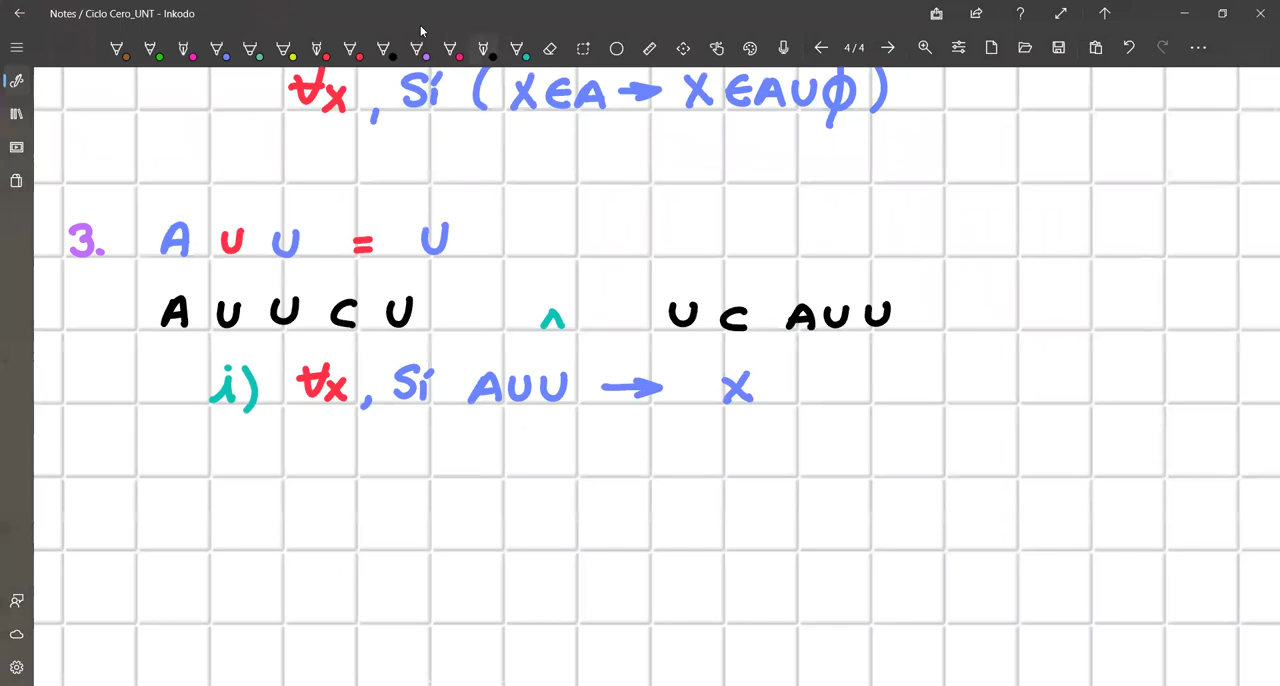 Notes / Ciclo Cero_UNT - Inkodo
4/4
∀x, Sí ( x∈A → x∈A∪ϕ )
3. A ∪ U = U
A ∪ U ⊂ U ∧ U ⊂ A∪U
i) ∀x, Sí A∪U → x